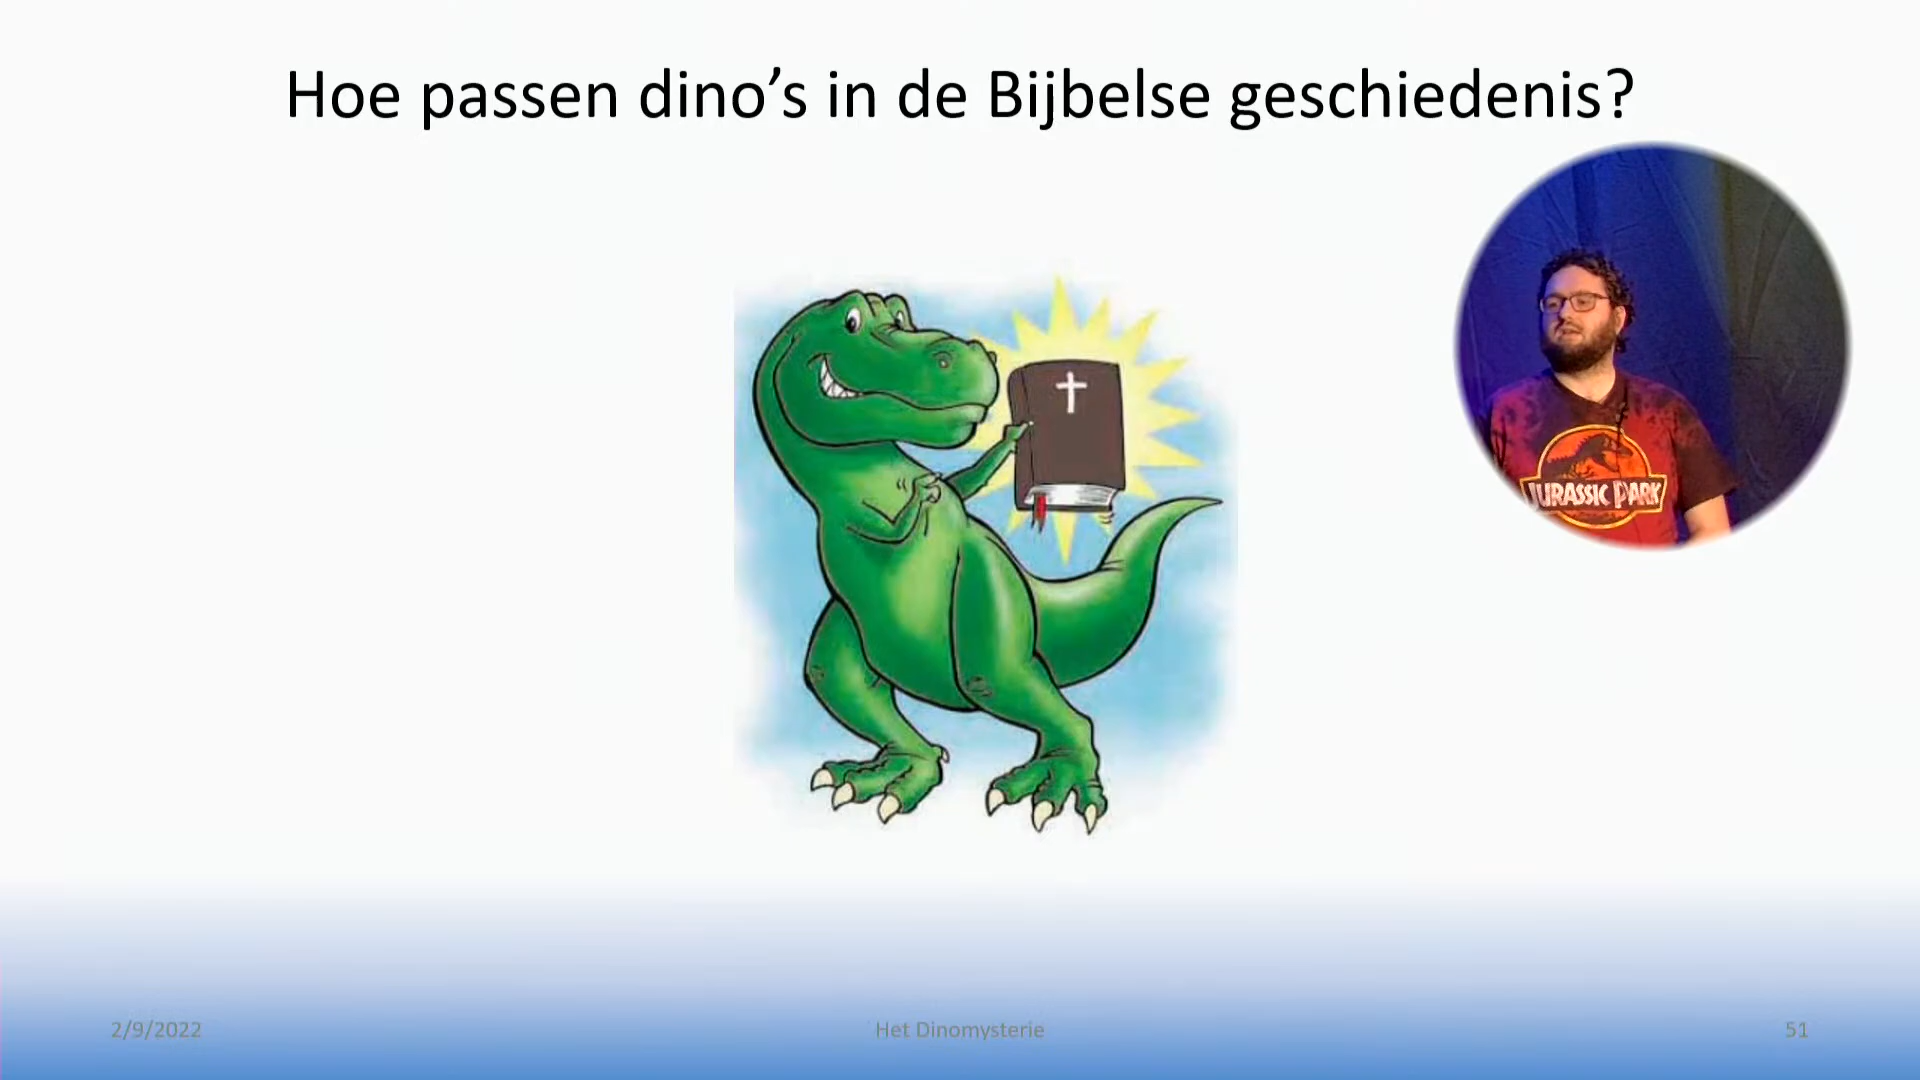 Hoe passen dino’s in de Bijbelse geschiedenis?
JURASSIC PARK
2/9/2022
Het Dinomysterie
51